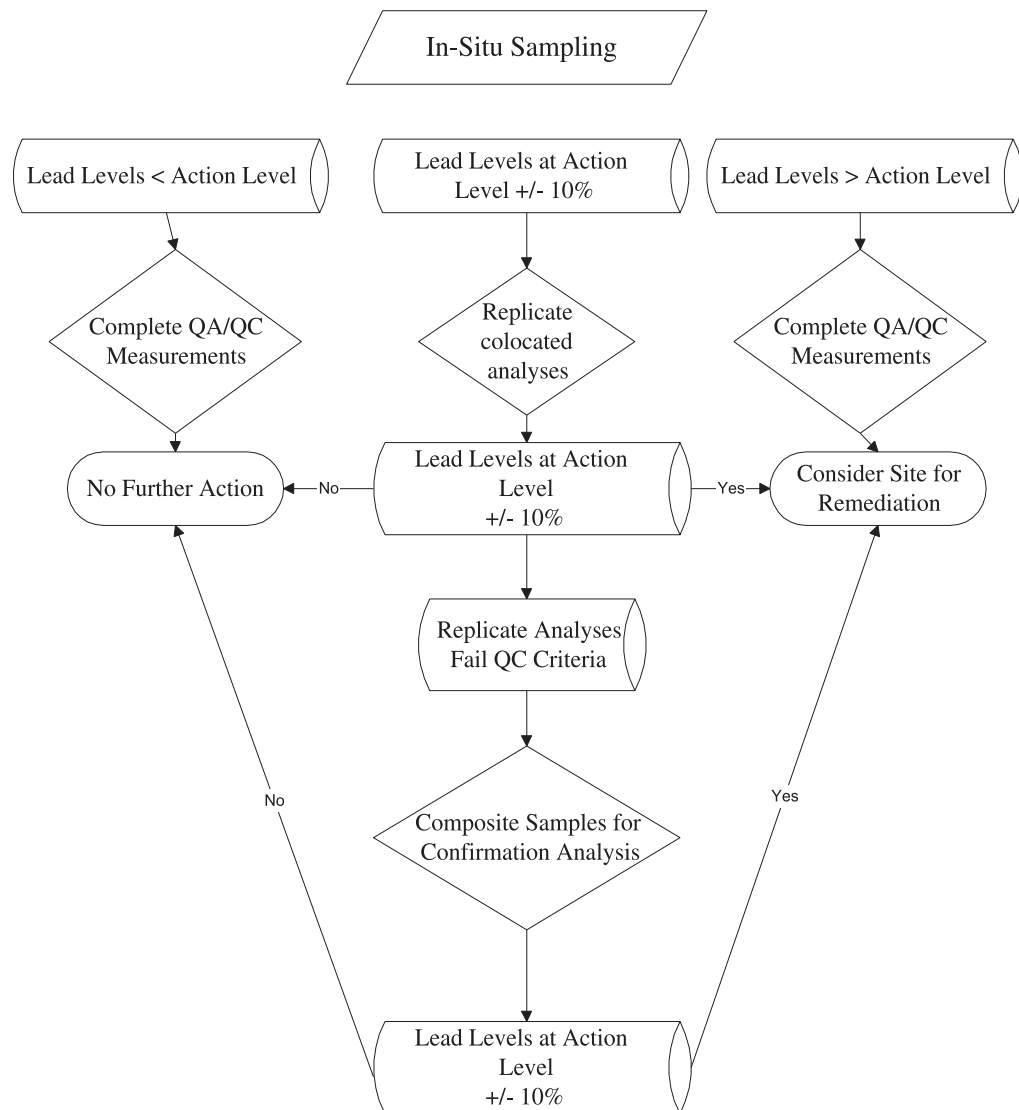 In-Situ Sampling
Lead Levels < Action Level
Lead Levels at Action
Level +/- 10%
Lead Levels > Action Level
Complete QA/QC
Measurements
Replicate
colocated
analyses
Complete QA/QC
Measurements
No Further Action
No
Lead Levels at Action
Level
+/- 10%
Yes
Consider Site for
Remediation
Replicate Analyses
Fail QC Criteria
No
Composite Samples for
Confirmation Analysis
Yes
Lead Levels at Action
Level
+/- 10%